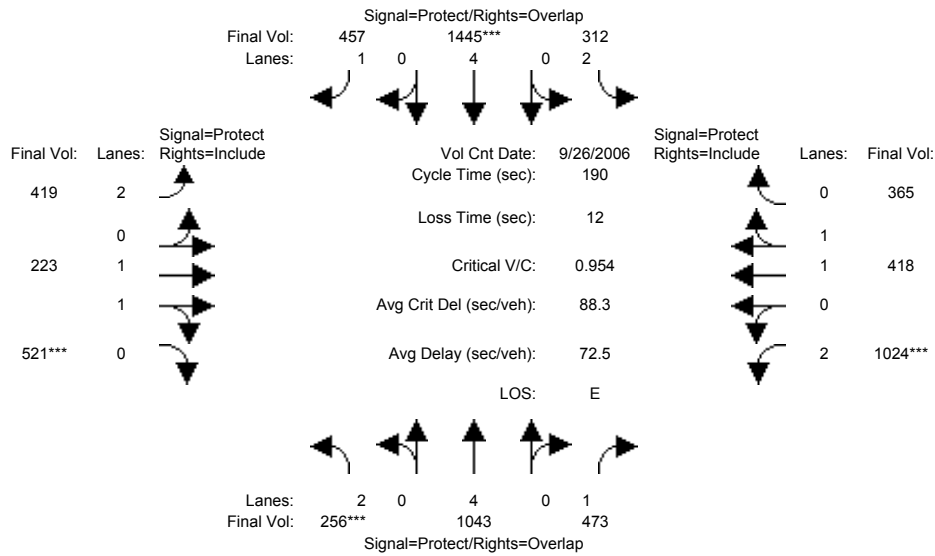 Signal=Protect/Rights=Overlap
Final Vol: 457 1445*** 312
Lanes: 1 0 4 0 2
Signal=Protect Signal=Protect
Final Vol: Lanes: Rights=Include Vol Cnt Date: 9/26/2006 Rights=Include Lanes: Final Vol:
Cycle Time (sec): 190
419 2 0 365
Loss Time (sec): 12
0 1
223 1 Critical V/C: 0.954 1 418
1 Avg Crit Del (sec/veh): 88.3 0
521*** 0 Avg Delay (sec/veh): 72.5 2 1024***
LOS: E
Lanes: 2 0 4 0 1
Final Vol: 256*** 1043 473
Signal=Protect/Rights=Overlap